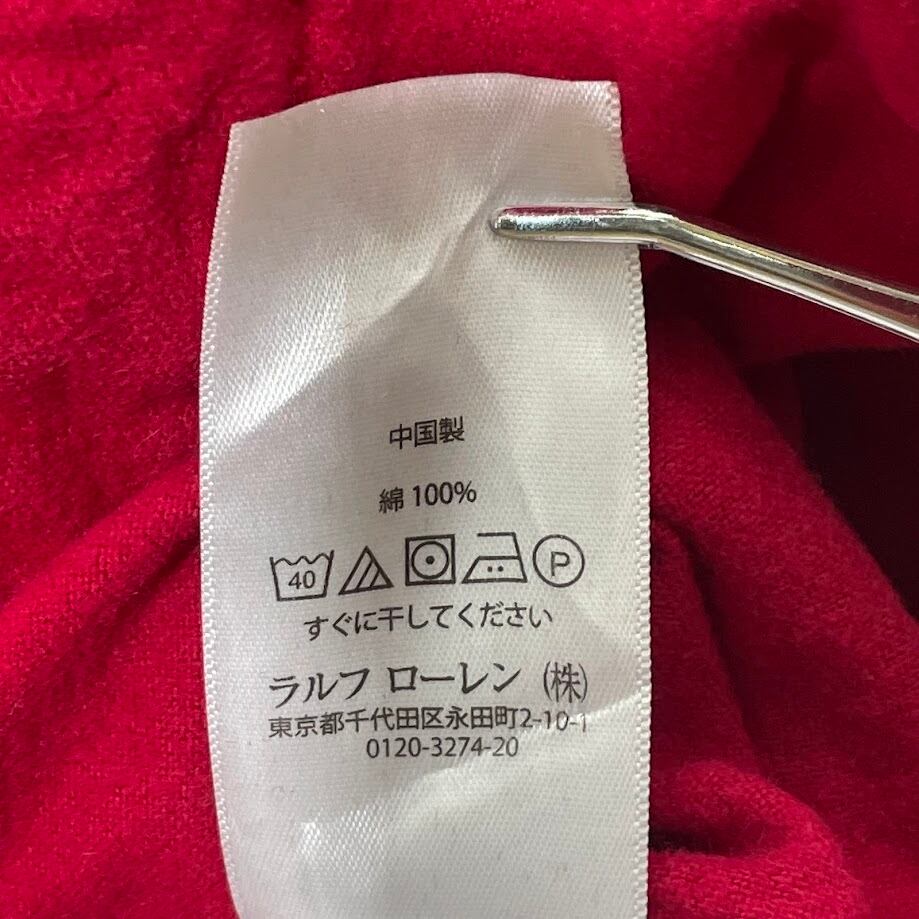 中国製
綿 100%
40 P
すぐに干してください
ラルフ ローレン (株)
東京都千代田区永田町2-10-1
0120-3274-20